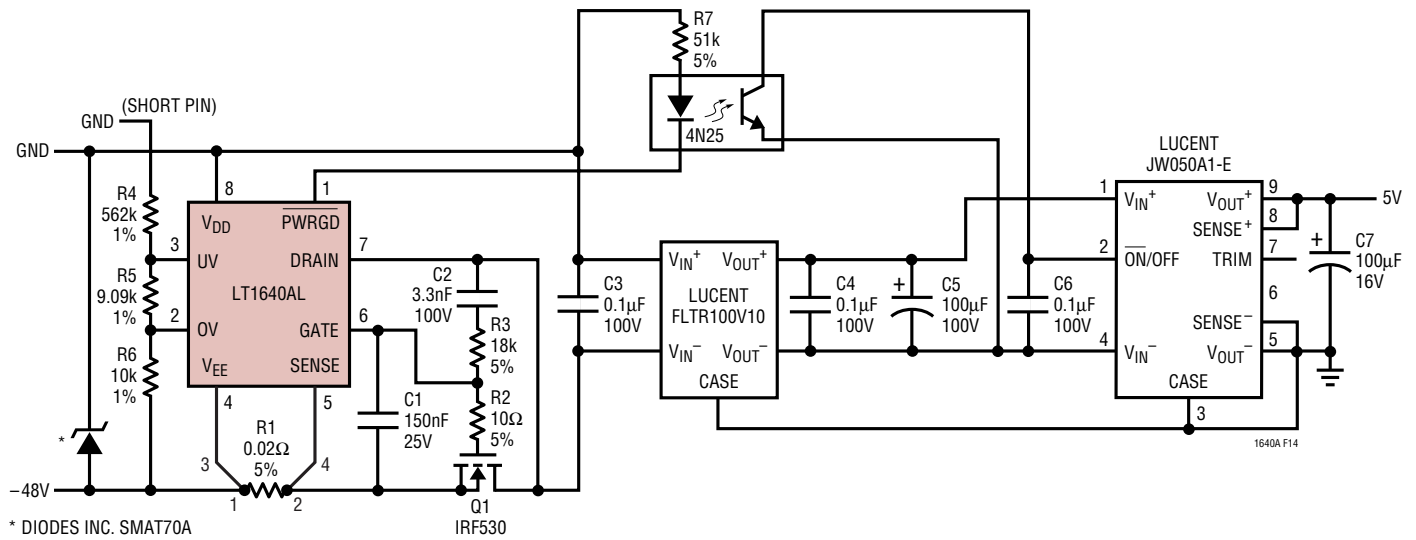 R7
51k
5%
4N25
(SHORT PIN)
GND
GND
R4
562k
1%
R5
9.09k
1%
R6
10k
1%
8
1
VDD
PWRGD
3
UV
DRAIN
7
LT1640AL
2
OV
GATE
6
VEE
SENSE
4
5
R1
0.02Ω
5%
3
4
1
2
*
–48V
* DIODES INC. SMAT70A
C1
150nF
25V
C2
3.3nF
100V
R3
18k
5%
R2
10Ω
5%
Q1
IRF530
C3
0.1µF
100V
VIN+
VOUT+
LUCENT
FLTR100V10
VIN–
VOUT–
CASE
C4
0.1µF
100V
+
C5
100µF
100V
C6
0.1µF
100V
LUCENT
JW050A1-E
1
VIN+
VOUT+
9
5V
SENSE+
8
2
ON/OFF
TRIM
7
6
SENSE–
4
VIN–
VOUT–
5
CASE
3
+
C7
100µF
16V
1640A F14